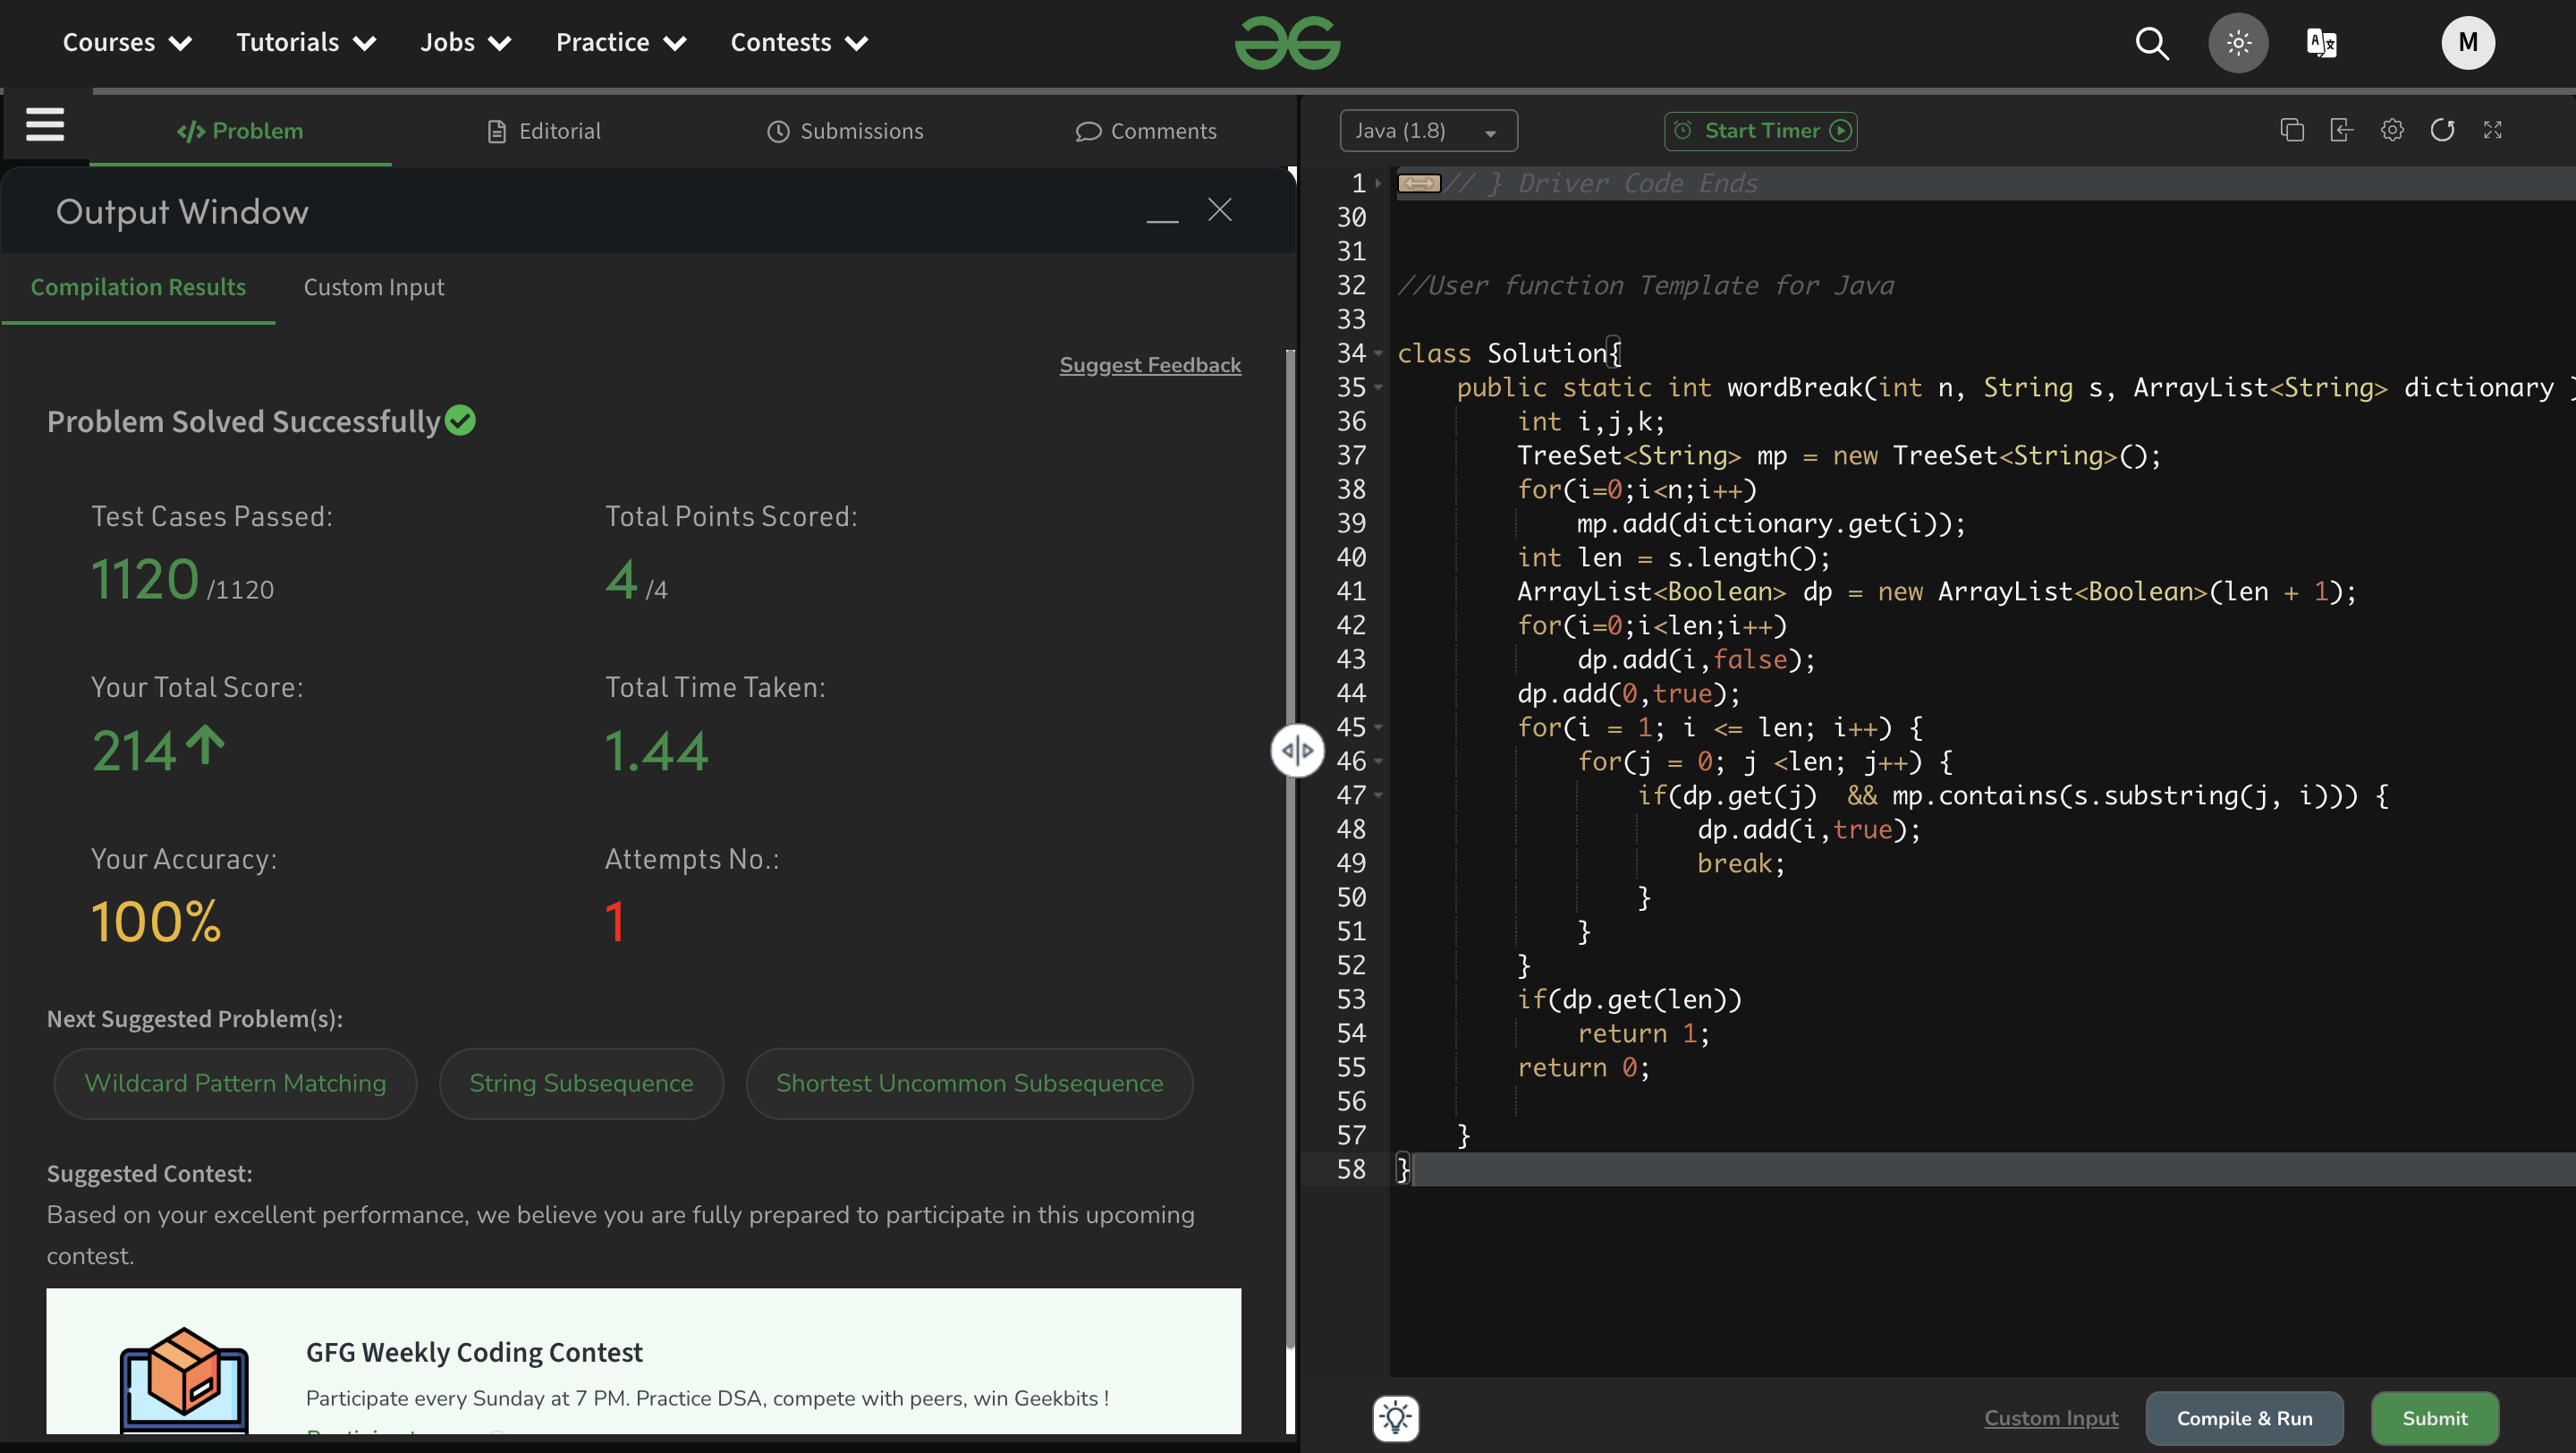 Courses Tutorials Jobs Practice Contests M
Problem Editorial Submissions Comments
Output Window
Compilation Results Custom Input
Suggest Feedback
Problem Solved Successfully
Test Cases Passed: Total Points Scored:
1120 /1120 4 /4
Your Total Score: Total Time Taken:
214 1.44
Your Accuracy: Attempts No.:
100% 1
Next Suggested Problem(s):
Wildcard Pattern Matching String Subsequence Shortest Uncommon Subsequence
Suggested Contest:
Based on your excellent performance, we believe you are fully prepared to participate in this upcoming
contest.
GFG Weekly Coding Contest
Participate every Sunday at 7 PM. Practice DSA, compete with peers, win Geekbits !
Java (1.8) Start Timer
1 // } Driver Code Ends
30
31
32 //User function Template for Java
33
34 class Solution{
35 public static int wordBreak(int n, String s, ArrayList<String> dictionary )
36 int i,j,k;
37 TreeSet<String> mp = new TreeSet<String>();
38 for(i=0;i<n;i++)
39 mp.add(dictionary.get(i));
40 int len = s.length();
41 ArrayList<Boolean> dp = new ArrayList<Boolean>(len + 1);
42 for(i=0;i<len;i++)
43 dp.add(i,false);
44 dp.add(0,true);
45 for(i = 1; i <= len; i++) {
46 for(j = 0; j <len; j++) {
47 if(dp.get(j)  && mp.contains(s.substring(j, i))) {
48 dp.add(i,true);
49 break;
50 }
51 }
52 }
53 if(dp.get(len))
54 return 1;
55 return 0;
56
57 }
58 }
Custom Input Compile & Run Submit